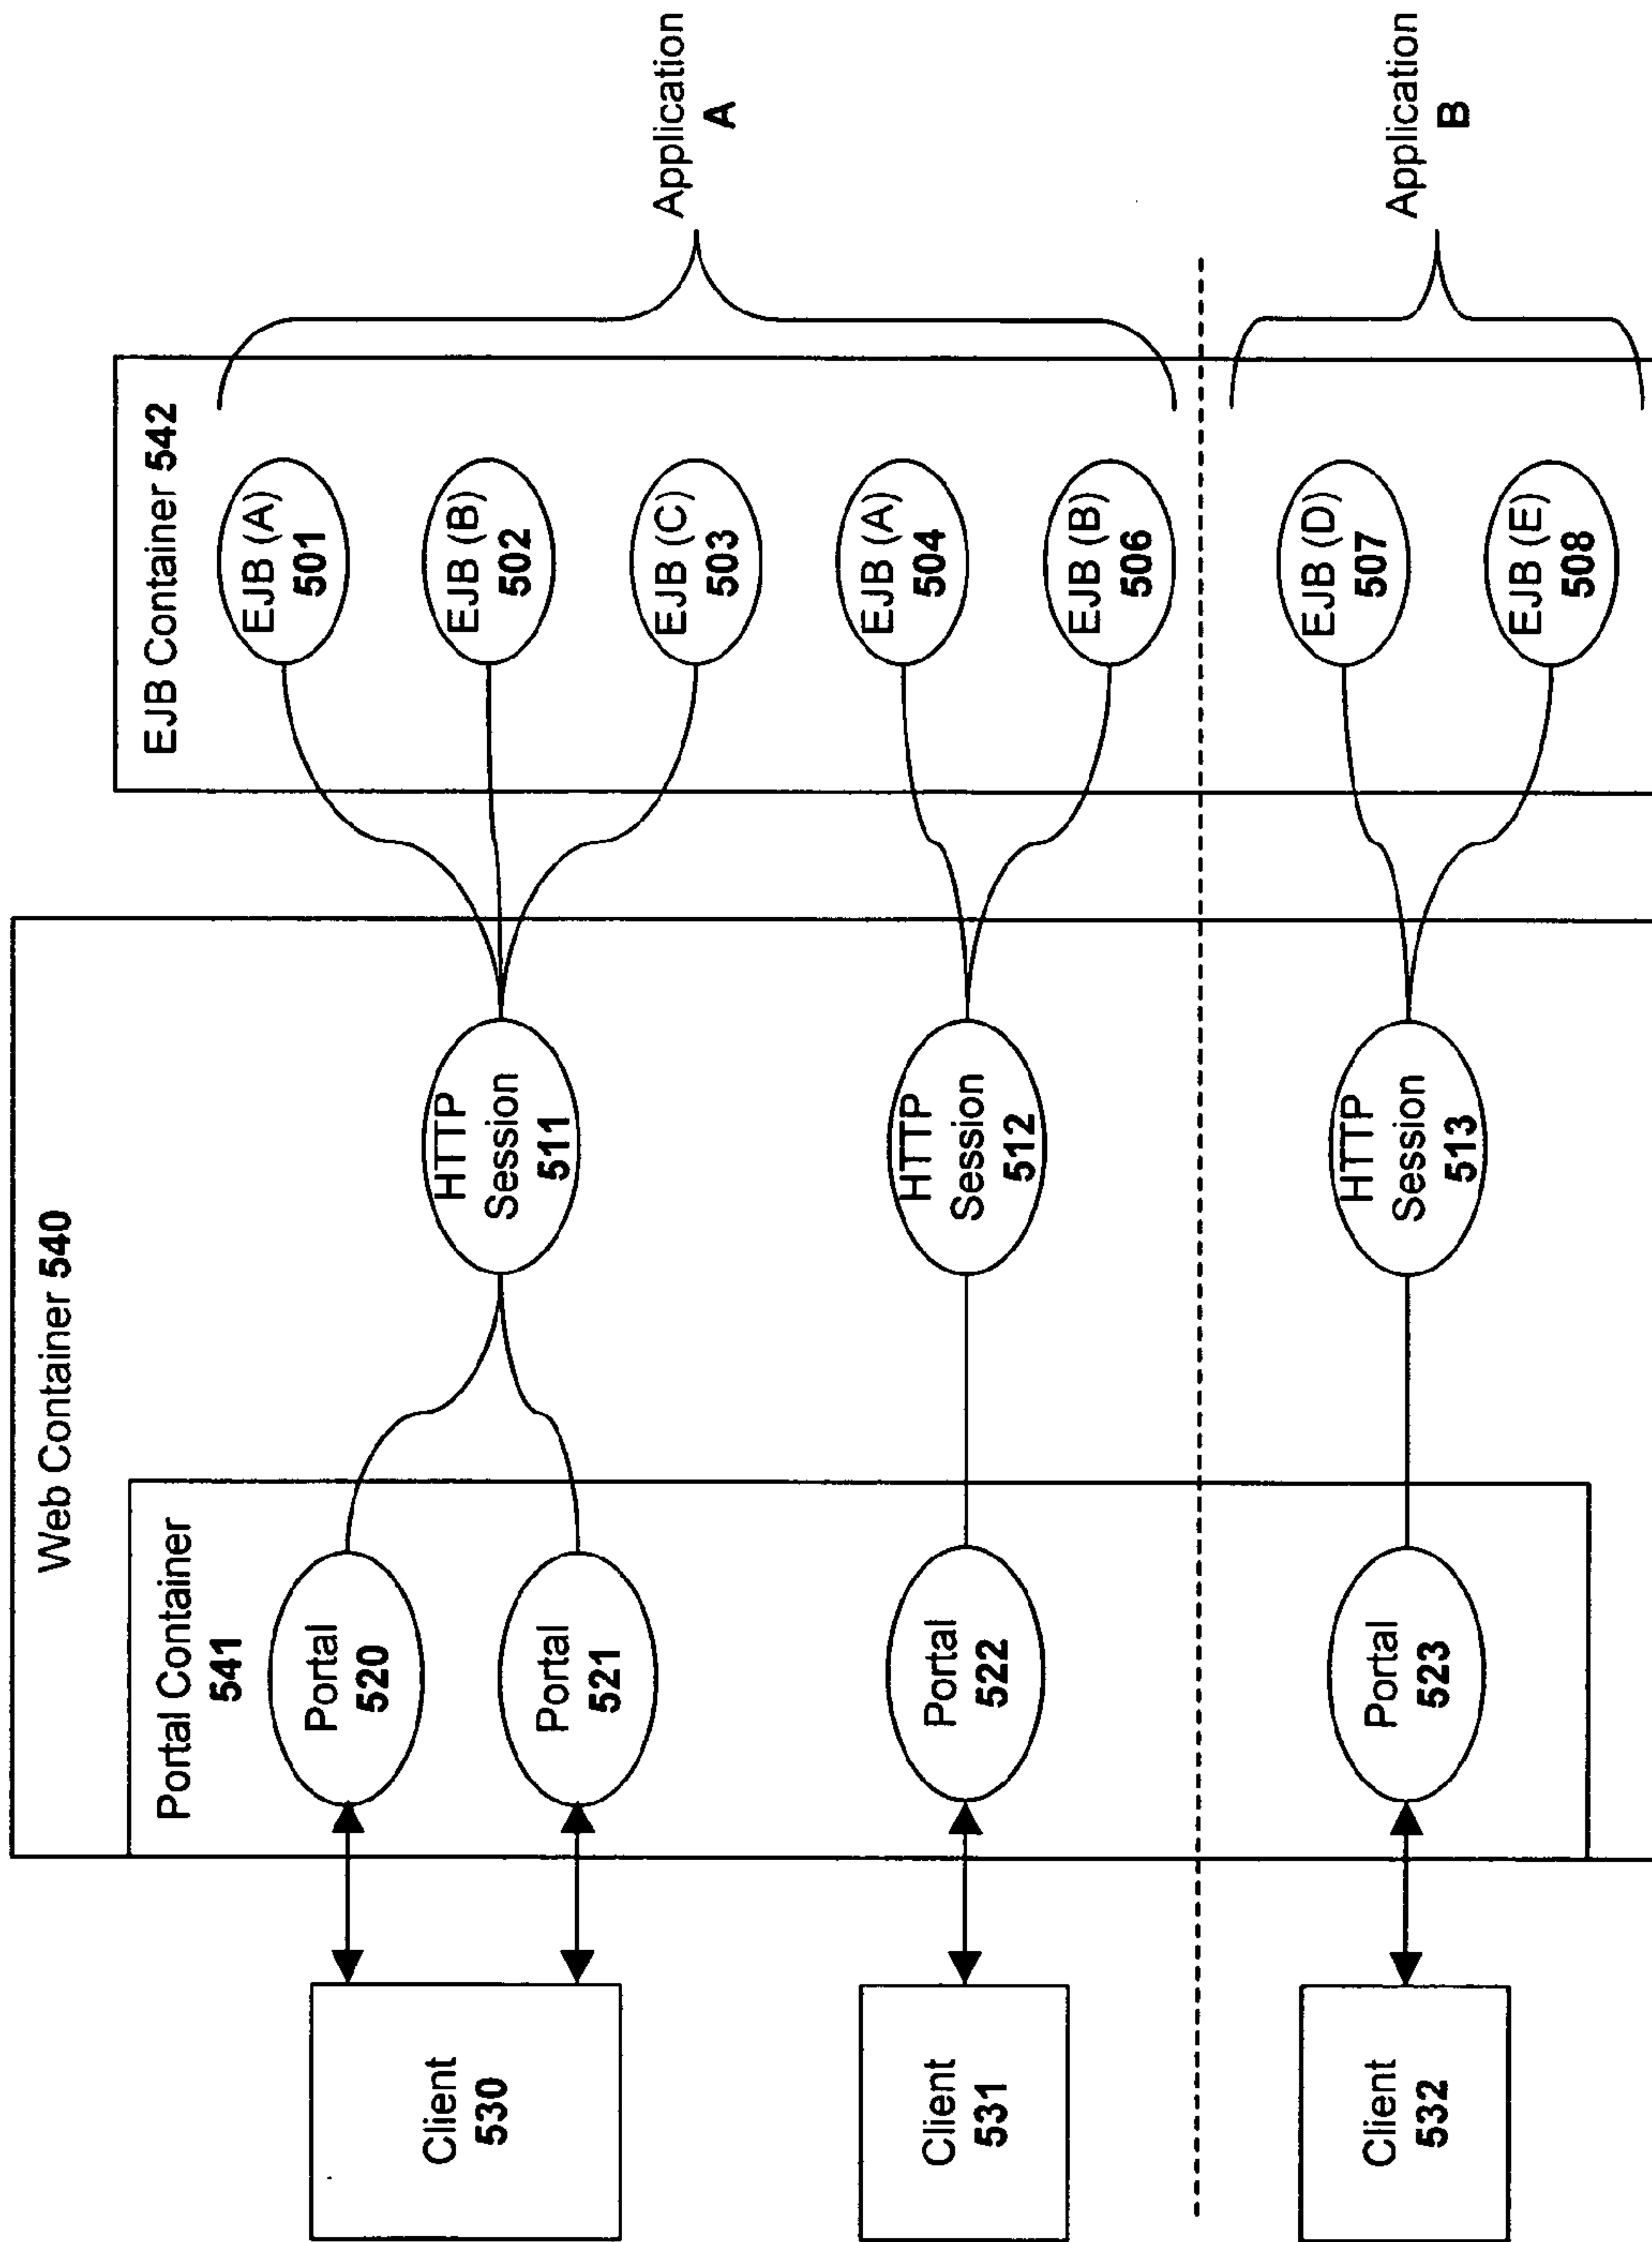 Web Container 540
Portal Container
541
EJB Container 542
Client
530
Portal
520
Portal
521
HTTP
Session
511
EJB (A)
501
EJB (B)
502
EJB (C)
503
Application
A
Client
531
Portal
522
HTTP
Session
512
EJB (A)
504
EJB (B)
506
Client
532
Portal
523
HTTP
Session
513
EJB (D)
507
EJB (E)
508
Application
B